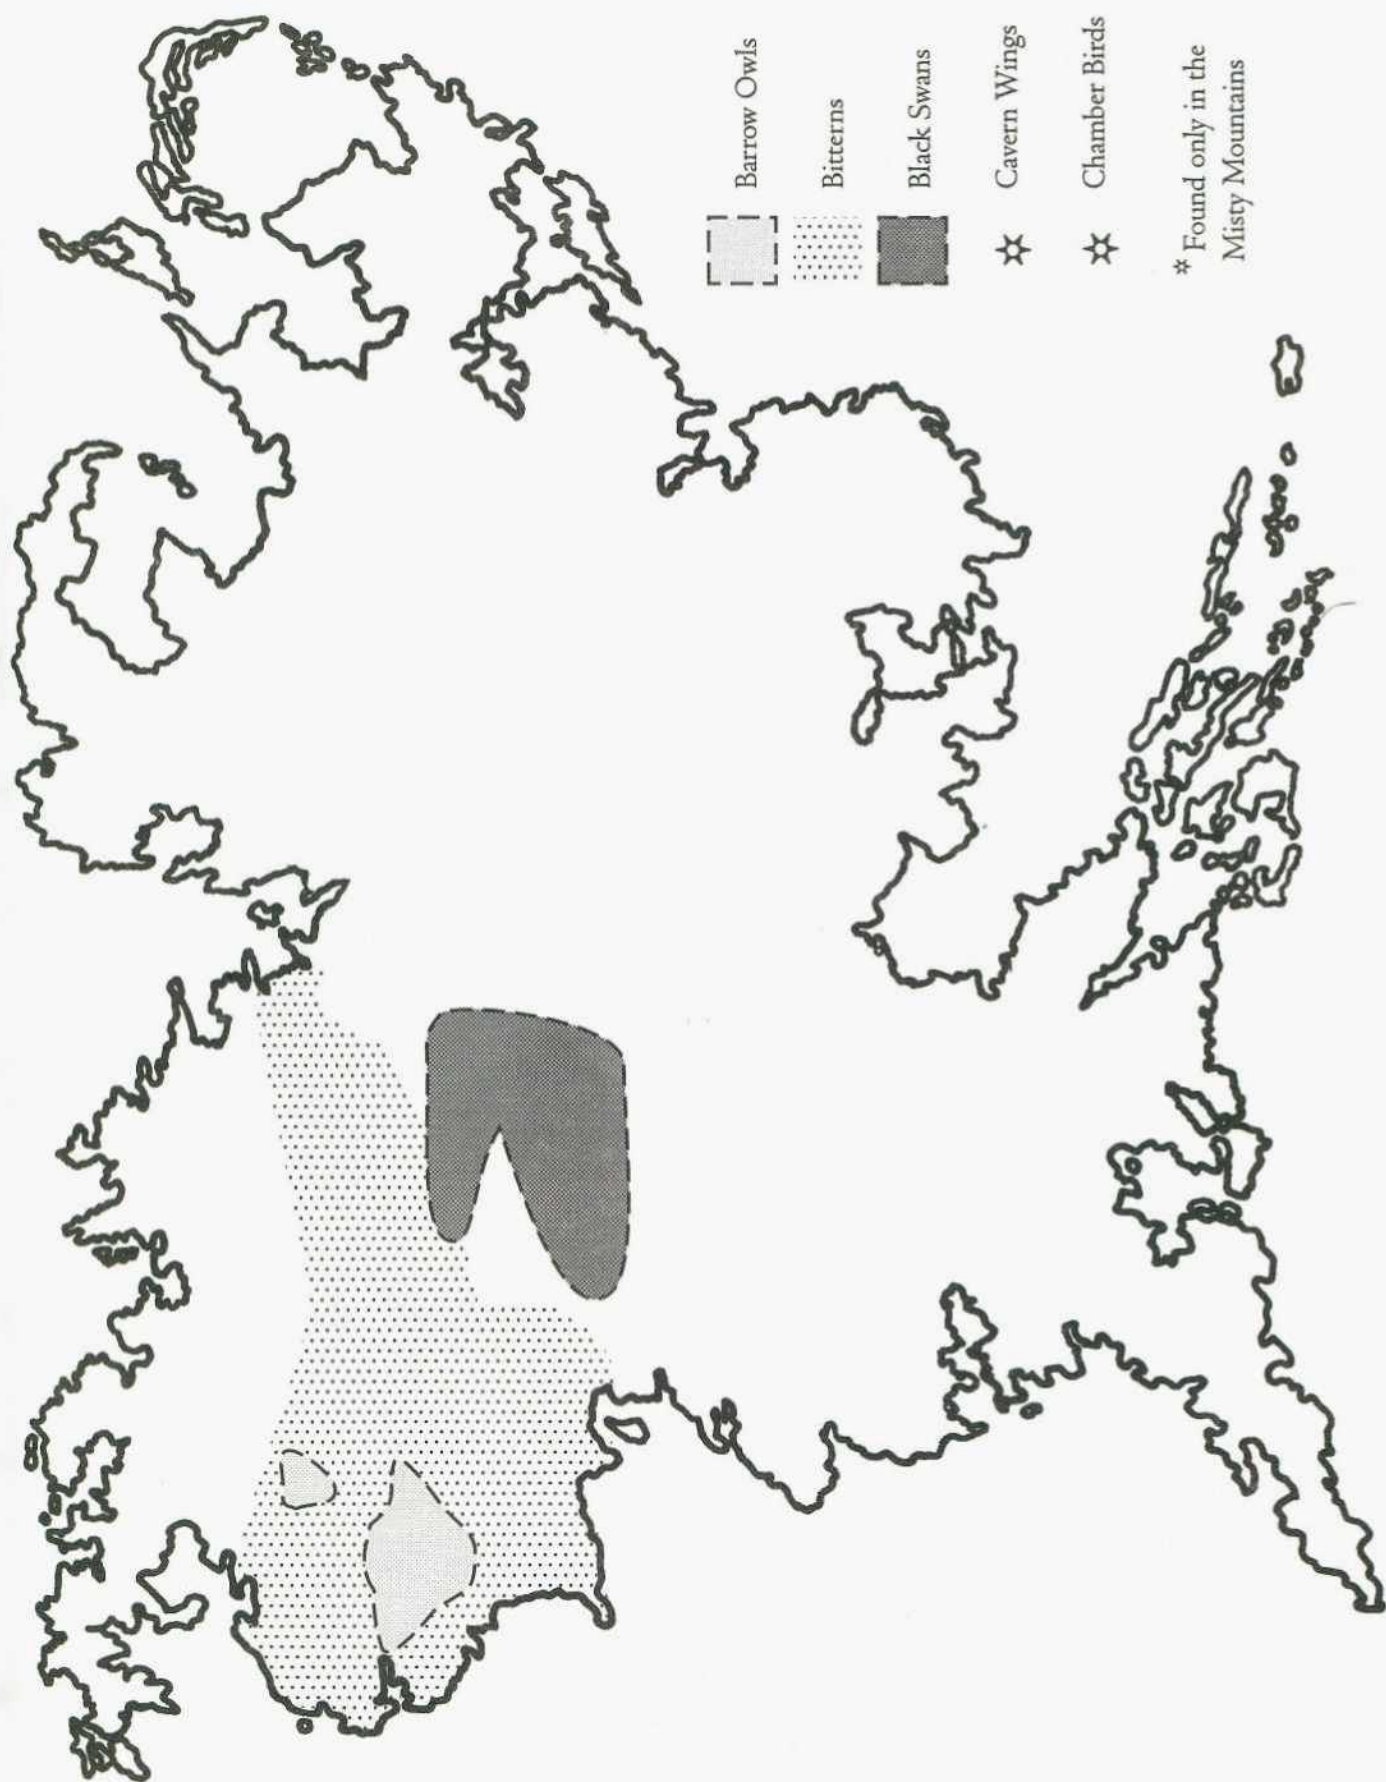 Barrow Owls
Bitterns
Black Swans
Cavern Wings
Chamber Birds
* Found only in the
Misty Mountains